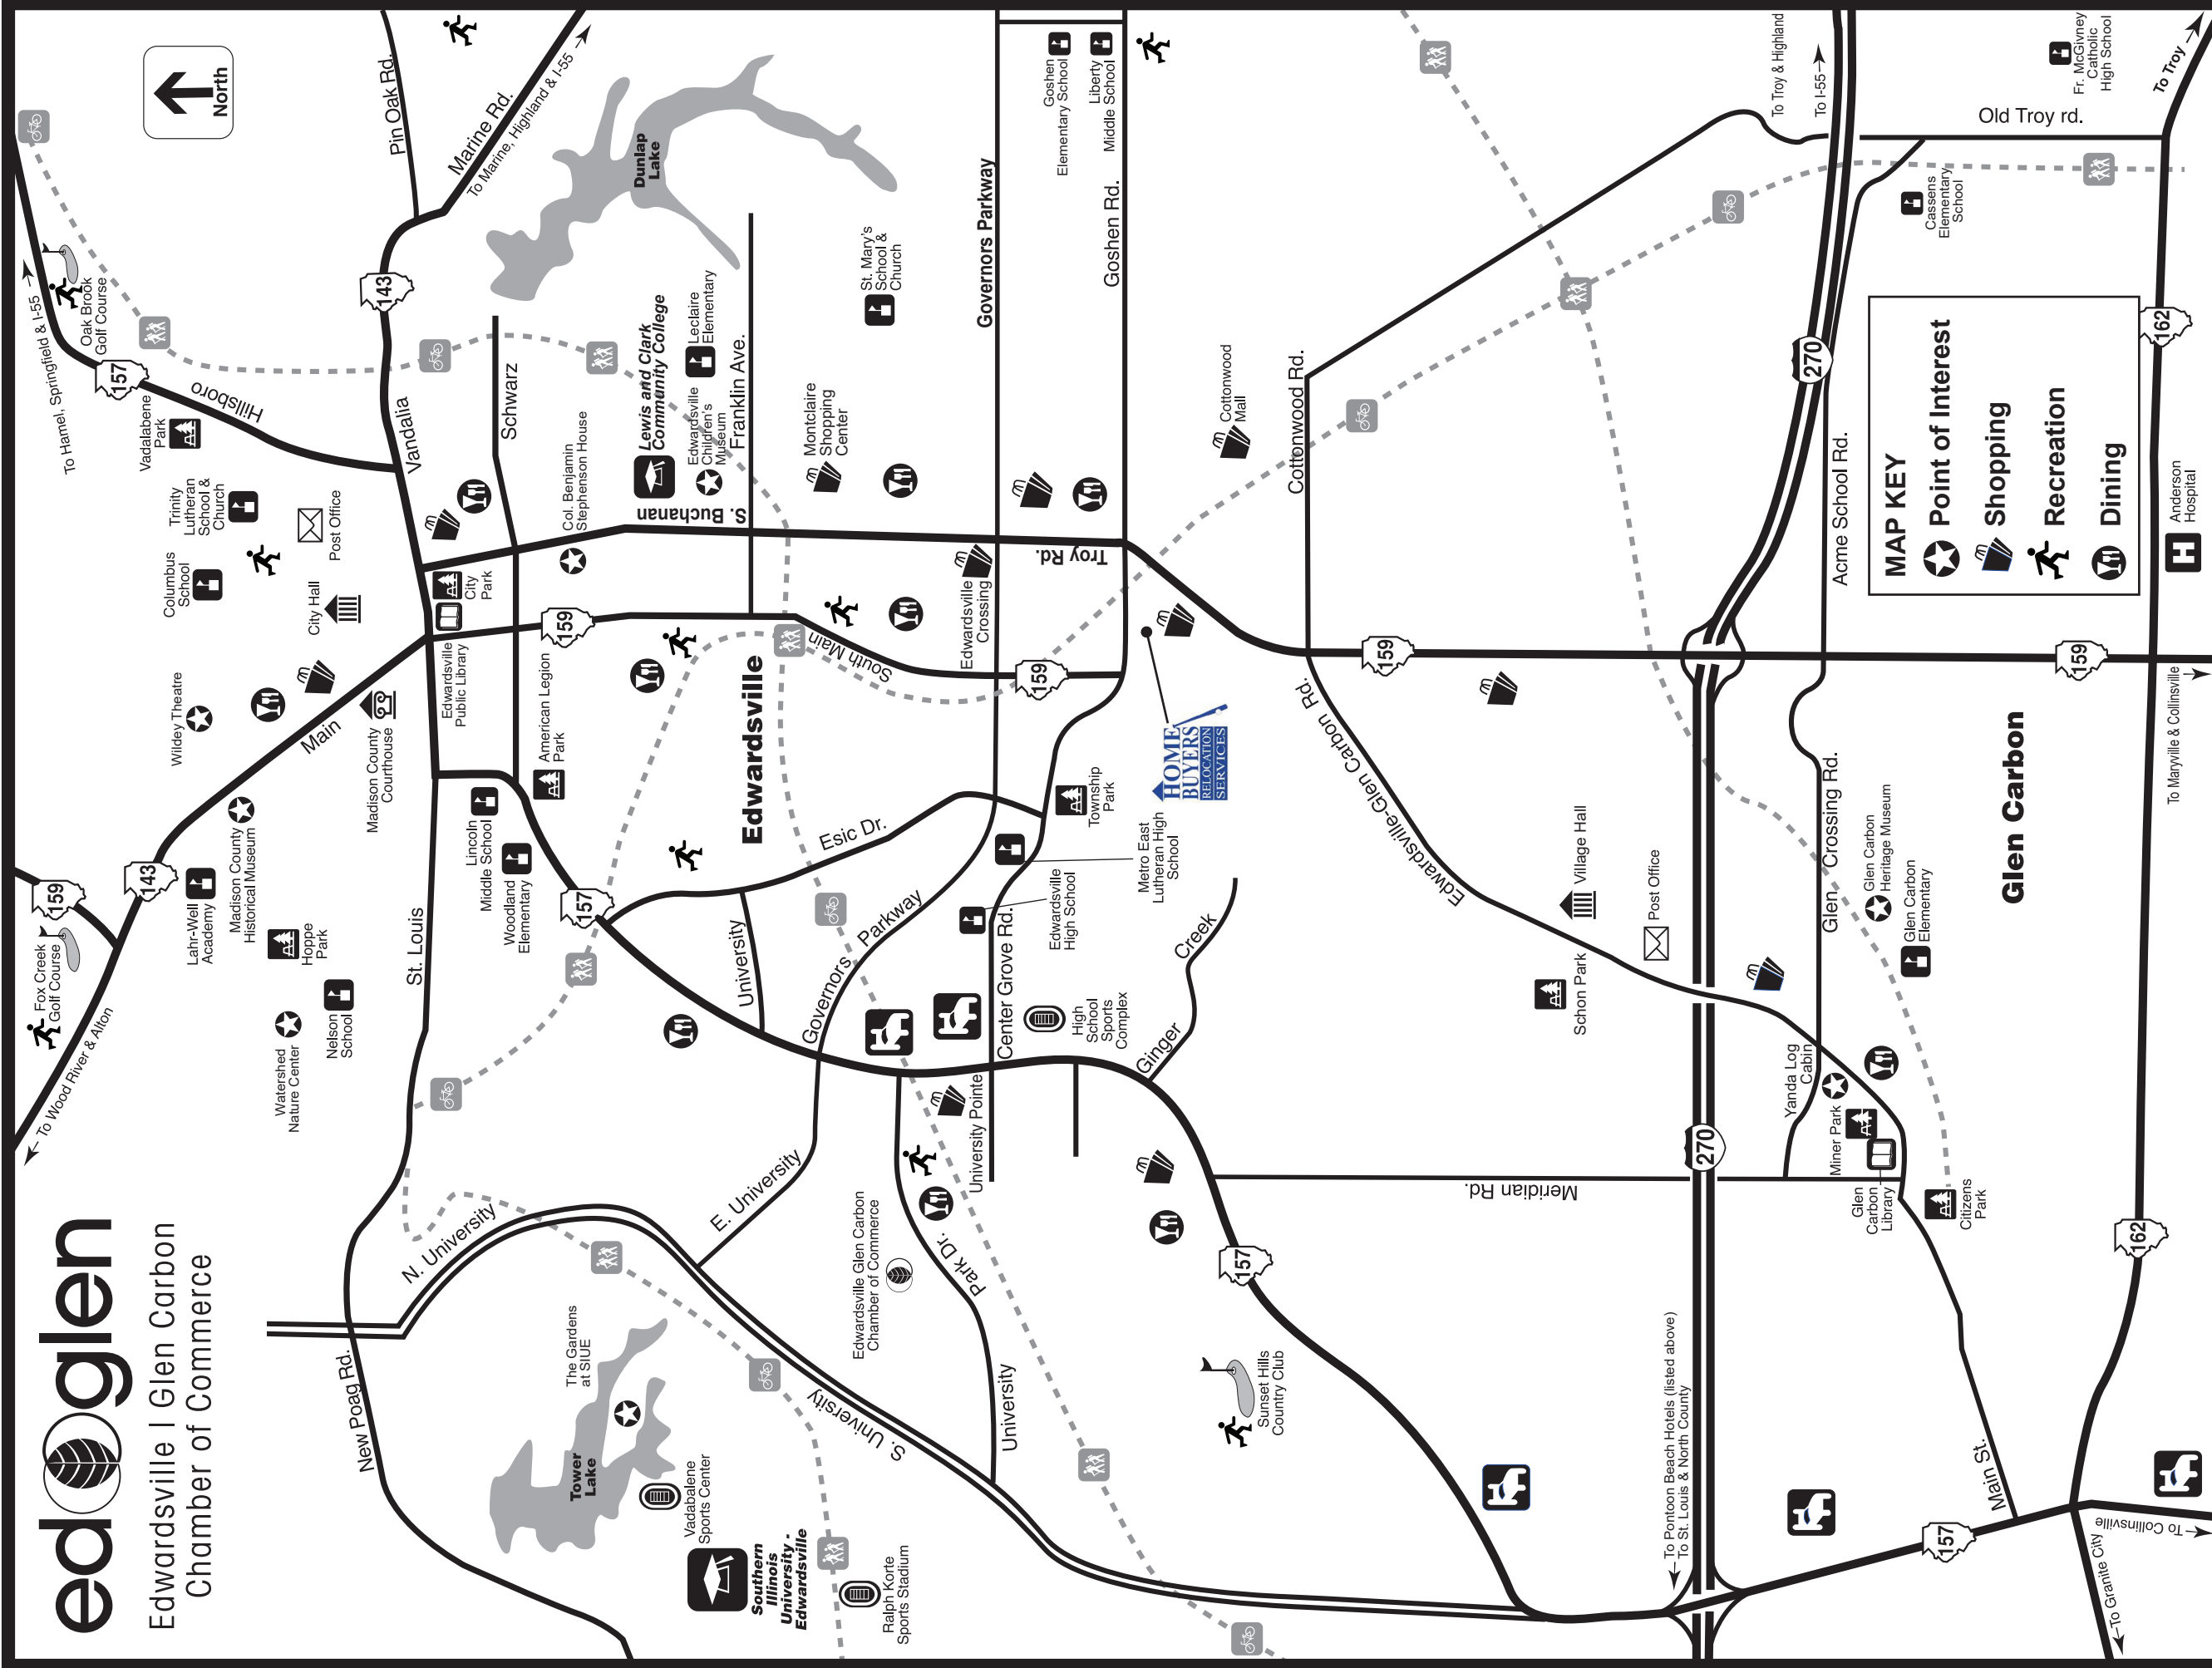 ed glen
Edwardsville | Glen Carbon
Chamber of Commerce
North
To Wood River & Alton
Fox Creek
Golf Course
159
143
Lahr-Well
Academy
Madison County
Historical Museum
Hoppe
Park
Nelson
School
Watershed
Nature Center
Wildey Theatre
Main
Madison County
Courthouse
Columbus
School
Trinity
Lutheran
School &
Church
City Hall
Post Office
Vadalabene
Park
Hillsboro
157
Oak Brook
Golf Course
To Hamel, Springfield & I-55
Pin Oak Rd.
Marine Rd.
To Marine, Highland & I-55
143
Vandalia
Schwarz
Dunlap
Lake
New Poag Rd.
N. University
St. Louis
Lincoln
Middle School
Woodland
Elementary
Edwardsville
Public Library
City
Park
American Legion
Park
159
Col. Benjamin
Stephenson House
Lewis and Clark
Community College
Edwardsville
Children's
Museum
Leclaire
Elementary
S. Buchanan
Franklin Ave.
Montclaire
Shopping
Center
St. Mary's
School &
Church
157
The Gardens
at SIUE
Tower
Lake
Vadabalene
Sports Center
Southern
Illinois
University -
Edwardsville
Ralph Korte
Sports Stadium
S. University
E. University
University
Esic Dr.
Edwardsville
South Main
Governors
Parkway
Governors Parkway
Goshen
Elementary School
Liberty
Middle School
Goshen Rd.
Edwardsville
Crossing
Troy Rd.
159
Edwardsville Glen Carbon
Chamber of Commerce
Park Dr.
University
University Pointe
Center Grove Rd.
Edwardsville
High School
High
School
Sports
Complex
Metro East
Lutheran High
School
Township
Park
HOME
BUYERS
RELOCATION
SERVICES
Ginger
Creek
Cottonwood
Mall
Cottonwood Rd.
Sunset Hills
Country Club
157
Meridian Rd.
Edwardsville-Glen Carbon Rd.
159
Schon Park
Village Hall
Post Office
To Pontoon Beach Hotels (listed above)
To St. Louis & North County
270
270
To Troy & Highland
To I-55
Acme School Rd.
Glen Crossing Rd.
Yanda Log
Cabin
Miner Park
Glen
Carbon
Library
Citizens
Park
Glen Carbon
Heritage Museum
Glen Carbon
Elementary
Glen Carbon
Cassens
Elementary
School
Old Troy rd.
Fr. McGivney
Catholic
High School
To Troy
MAP KEY
Point of Interest
Shopping
Recreation
Dining
159
162
Anderson
Hospital
To Maryville & Collinsville
162
Main St.
157
To Collinsville
To Granite City